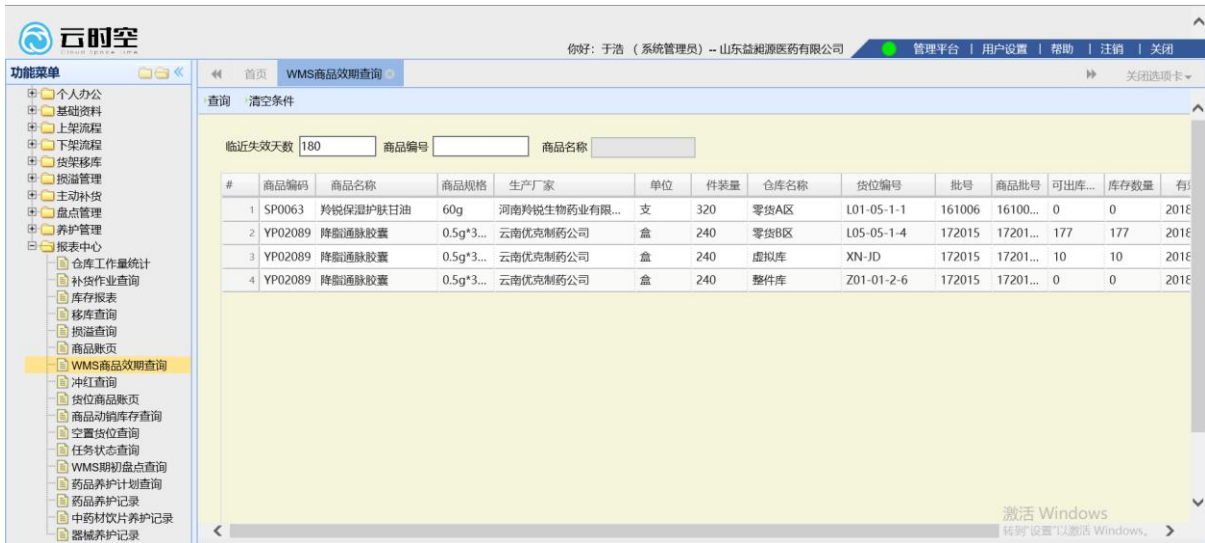 云时空
Cloud Space Time
你好：于浩 （系统管理员）-- 山东益昶源医药有限公司
管理平台 | 用户设置 | 帮助 | 注销 | 关闭
功能菜单
首页 WMS商品效期查询 关闭选项卡
个人办公
基础资料
上架流程
下架流程
货架移库
损溢管理
主动补货
盘点管理
养护管理
报表中心
仓库工作量统计
补货作业查询
库存报表
移库查询
损溢查询
商品账页
WMS商品效期查询
冲红查询
货位商品账页
商品动销库存查询
空置货位查询
任务状态查询
WMS期初盘点查询
药品养护计划查询
药品养护记录
中药材饮片养护记录
器械养护记录
查询 清空条件
临近失效天数 180 商品编号 商品名称
# 商品编码 商品名称 商品规格 生产厂家 单位 件装量 仓库名称 货位编号 批号 商品批号 可出库... 库存数量
1 SP0063 羚锐保湿护肤甘油 60g 河南羚锐生物药业有限... 支 320 零货A区 L01-05-1-1 161006 16100... 0 0 2018
2 YP02089 降脂通脉胶囊 0.5g*3... 云南优克制药公司 盒 240 零货B区 L05-05-1-4 172015 17201... 177 177 2018
3 YP02089 降脂通脉胶囊 0.5g*3... 云南优克制药公司 盒 240 虚拟库 XN-JD 172015 17201... 10 10 2018
4 YP02089 降脂通脉胶囊 0.5g*3... 云南优克制药公司 盒 240 整件库 Z01-01-2-6 172015 17201... 0 0 2018
激活 Windows
转到"设置"以激活 Windows。